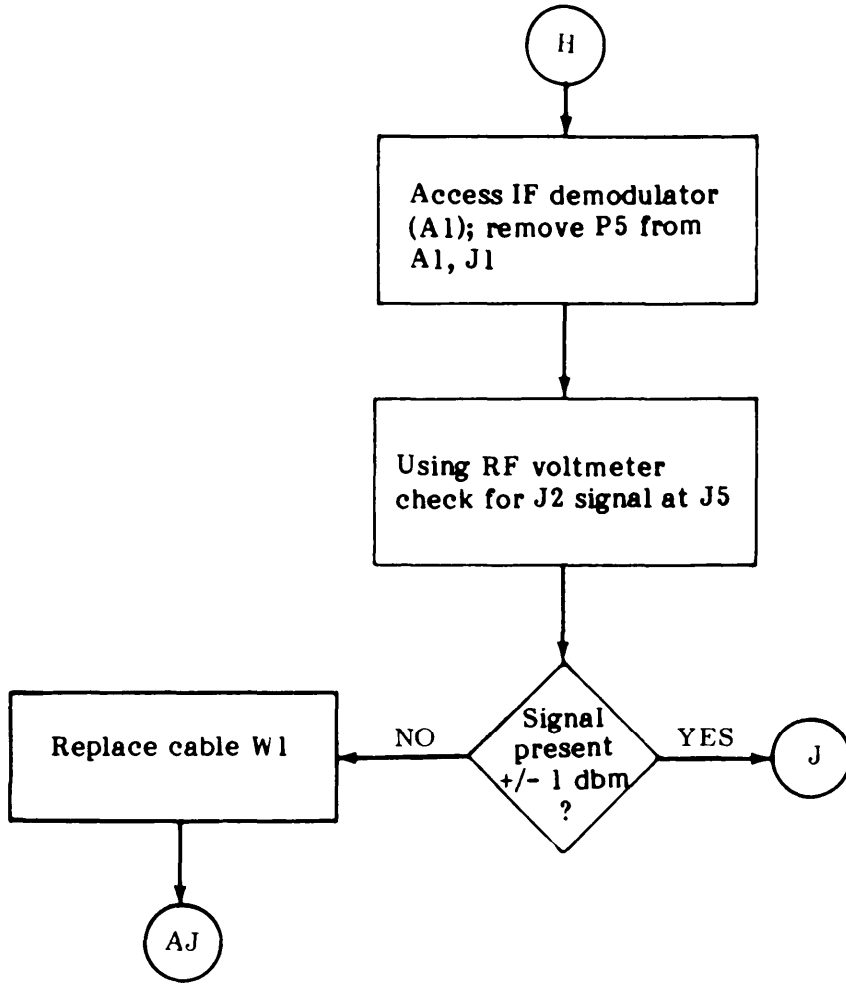 H
Access IF demodulator
(A1); remove P5 from
A1, J1
Using RF voltmeter
check for J2 signal at J5
Signal
present
+/- 1 dbm
?
NO
YES
Replace cable W1
J
AJ